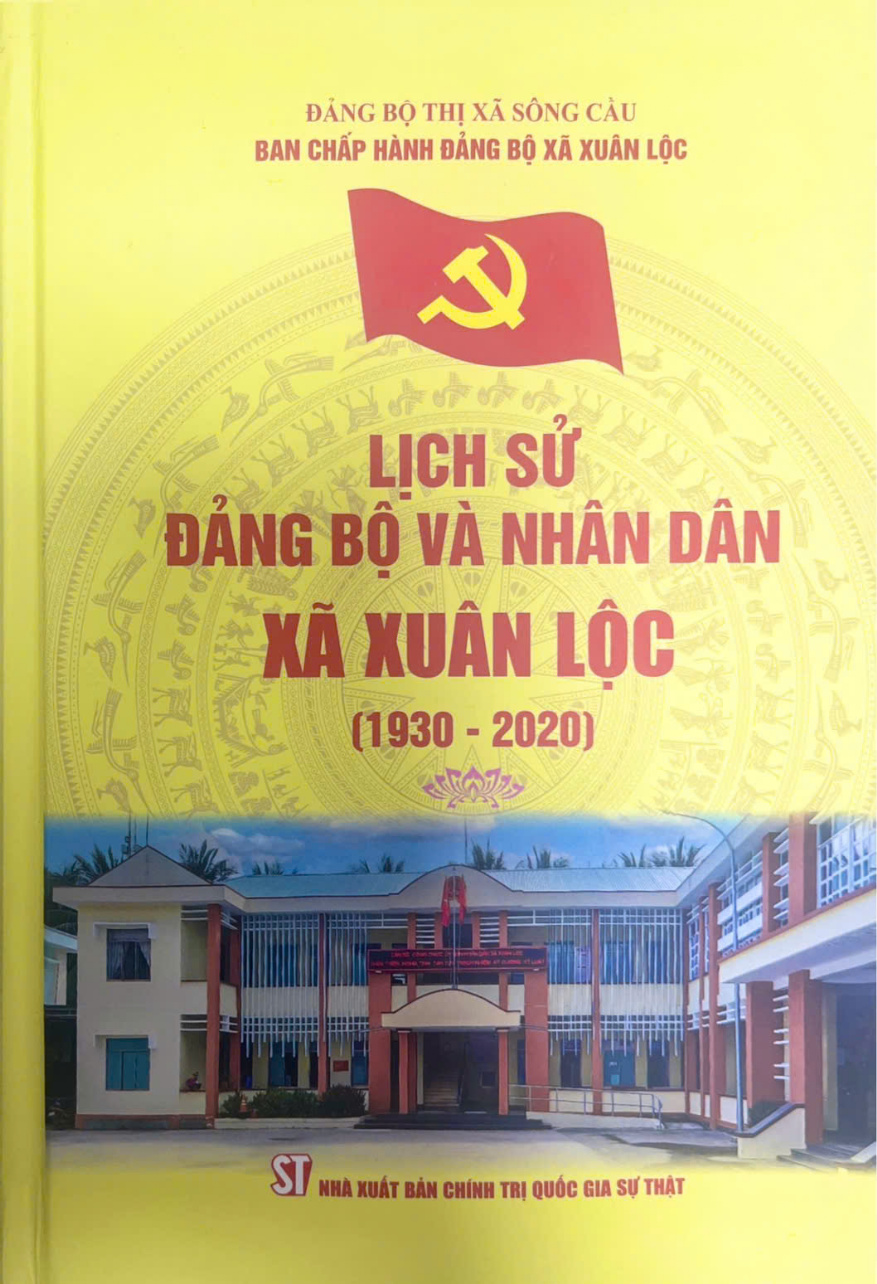 ĐẢNG BỘ THỊ XÃ SÔNG CẦU
BAN CHẤP HÀNH ĐẢNG BỘ XÃ XUÂN LỘC
LỊCH SỬ
ĐẢNG BỘ VÀ NHÂN DÂN
XÃ XUÂN LỘC
(1930 - 2020)
ST NHÀ XUẤT BẢN CHÍNH TRỊ QUỐC GIA SỰ THẬT